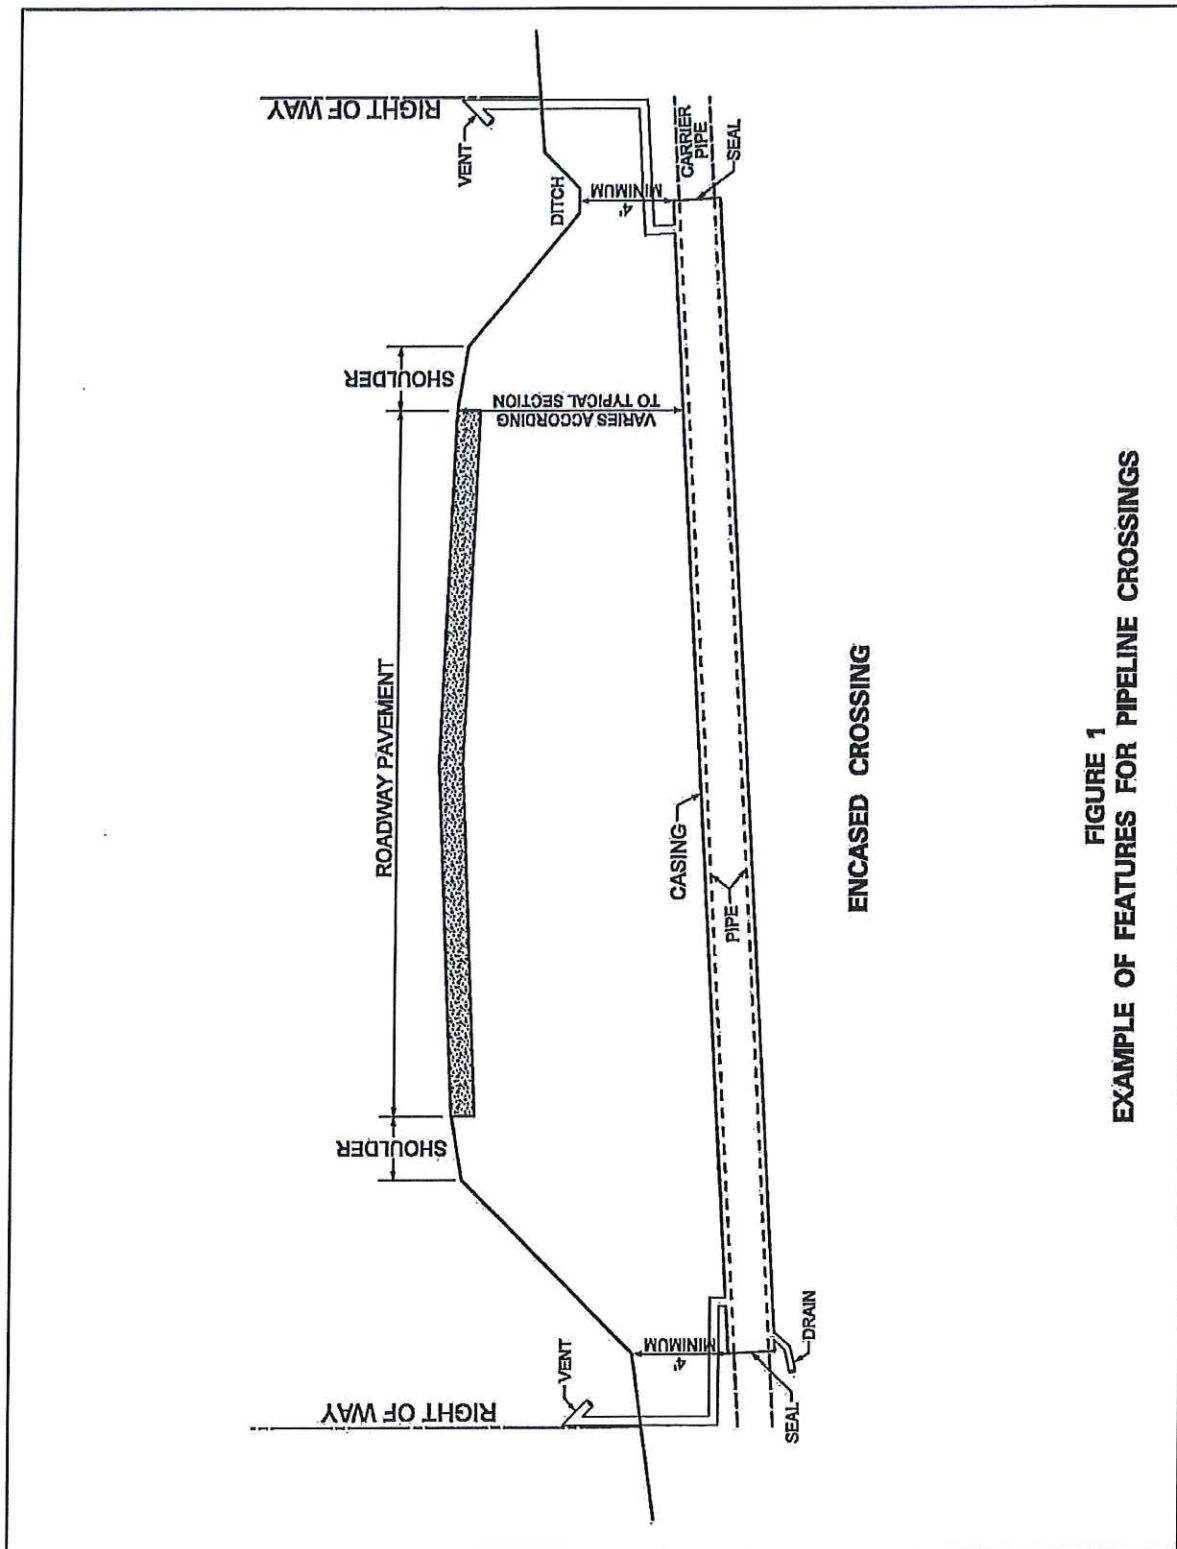 RIGHT OF WAY
RIGHT OF WAY
VENT
VENT
SHOULDER
ROADWAY PAVEMENT
SHOULDER
DITCH
4'
MINIMUM
VARIES ACCORDING
TO TYPICAL SECTION
4'
MINIMUM
CARRIER
PIPE
SEAL
CASING
PIPE
SEAL
DRAIN
ENCASED CROSSING
FIGURE 1
EXAMPLE OF FEATURES FOR PIPELINE CROSSINGS